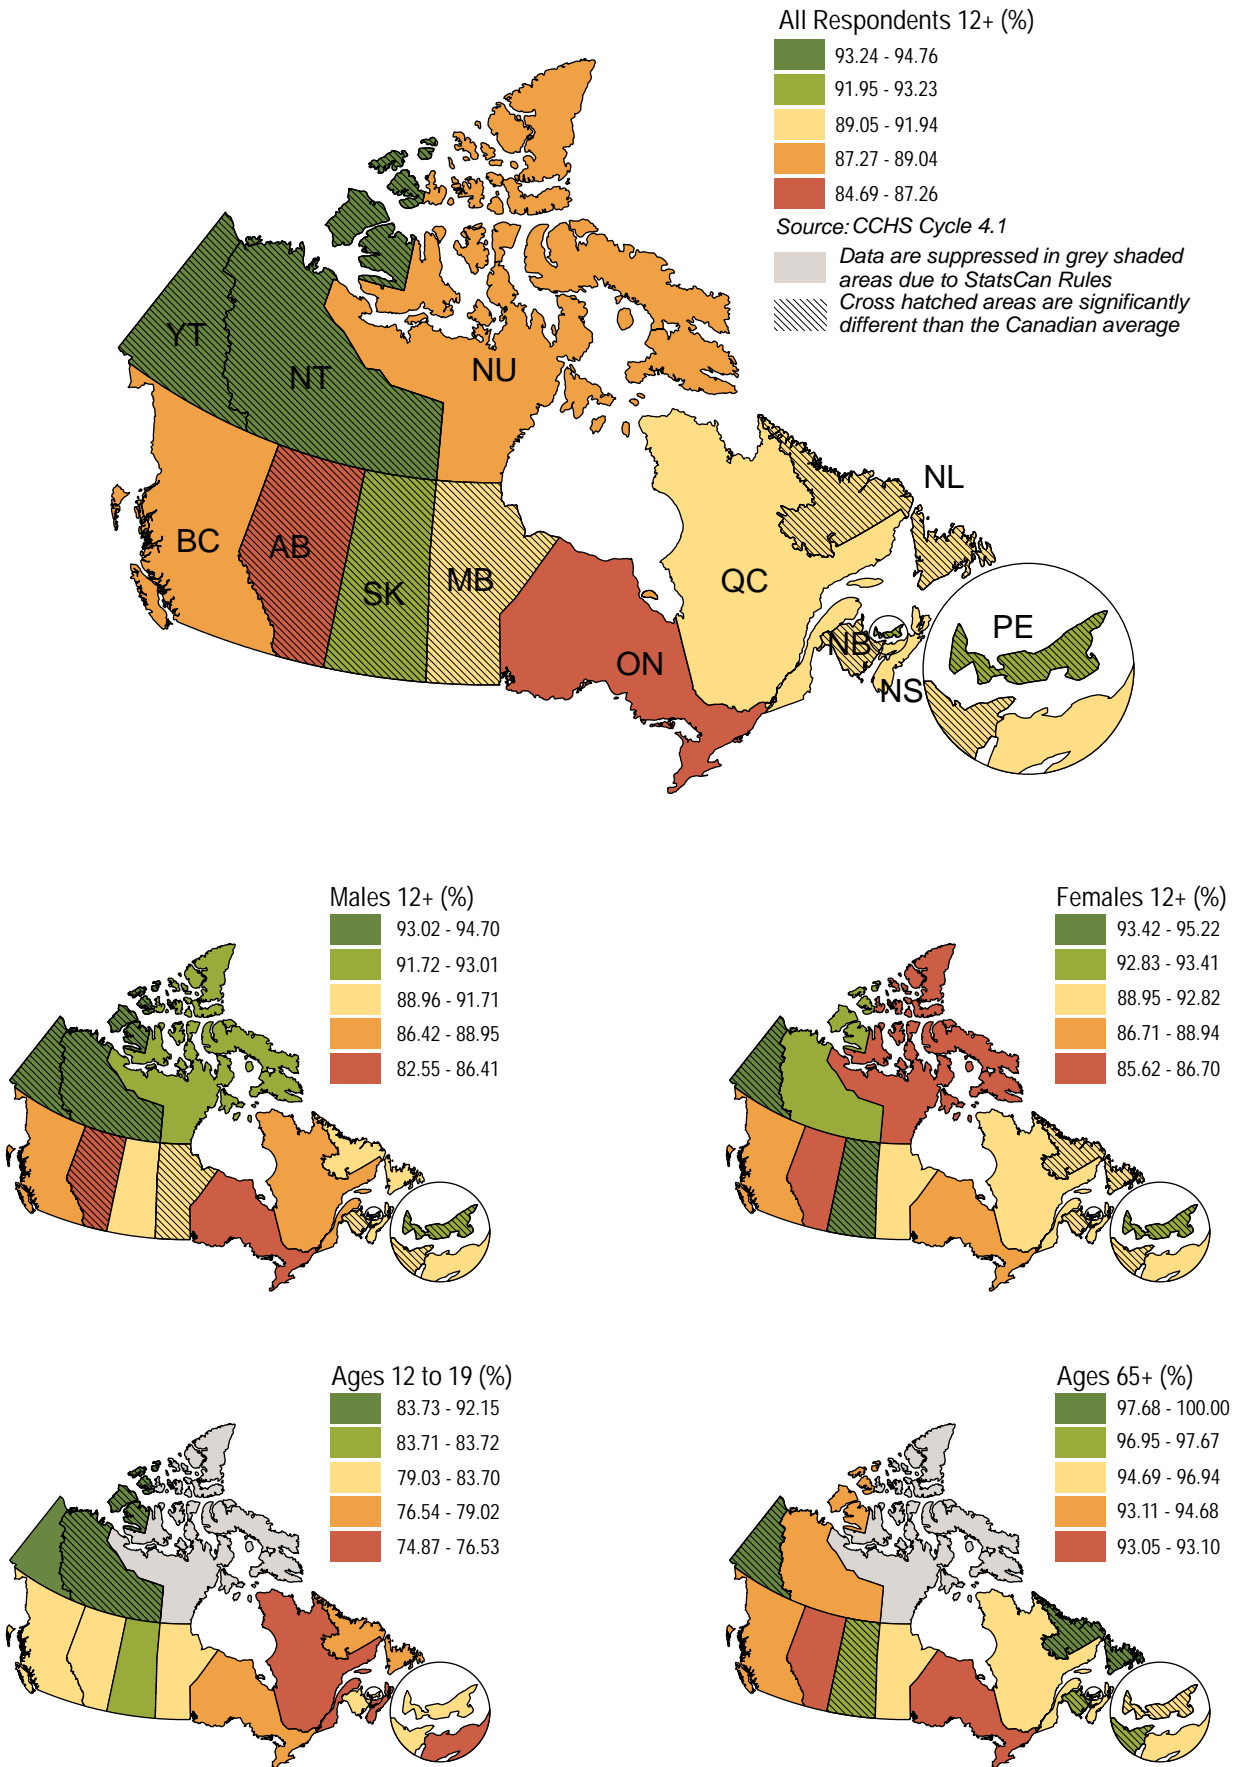 All Respondents 12+ (%)
93.24 - 94.76
91.95 - 93.23
89.05 - 91.94
87.27 - 89.04
84.69 - 87.26
Source: CCHS Cycle 4.1
Data are suppressed in grey shaded
areas due to StatsCan Rules
Cross hatched areas are significantly
different than the Canadian average
YT
NT
NU
NL
BC
AB
SK
MB
QC
ON
NB
NS
PE
Males 12+ (%)
93.02 - 94.70
91.72 - 93.01
88.96 - 91.71
86.42 - 88.95
82.55 - 86.41
Females 12+ (%)
93.42 - 95.22
92.83 - 93.41
88.95 - 92.82
86.71 - 88.94
85.62 - 86.70
Ages 12 to 19 (%)
83.73 - 92.15
83.71 - 83.72
79.03 - 83.70
76.54 - 79.02
74.87 - 76.53
Ages 65+ (%)
97.68 - 100.00
96.95 - 97.67
94.69 - 96.94
93.11 - 94.68
93.05 - 93.10